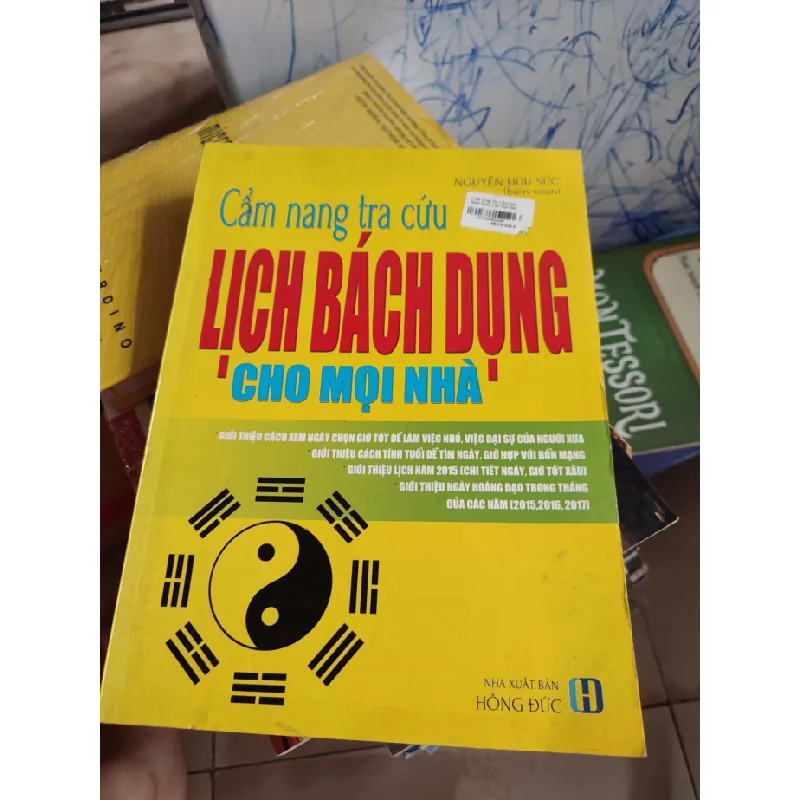 NGUYỄN HỮU SỨC
(biên soạn)
Cẩm nang tra cứu
LỊCH BÁCH DỤNG
'CHO MỌI NHÀ'
* GIỚI THIỆU CÁCH XEM NGÀY CHỌN GIỜ TỐT ĐỂ LÀM VIỆC NHỎ, VIỆC ĐẠI SỰ CỦA NGƯỜI XƯA
* GIỚI THIỆU CÁCH TÍNH TUỔI ĐỂ TÌM NGÀY, GIỜ HỢP VỚI BỔN MẠNG
* GIỚI THIỆU LỊCH NĂM 2015 (CHI TIẾT NGÀY, GIỜ TỐT XẤU)
* GIỚI THIỆU NGÀY HOÀNG ĐẠO TRONG THÁNG
CỦA CÁC NĂM (2015,2016, 2017)
NHÀ XUẤT BẢN
HỒNG ĐỨC
MONTESSORI
RDINO